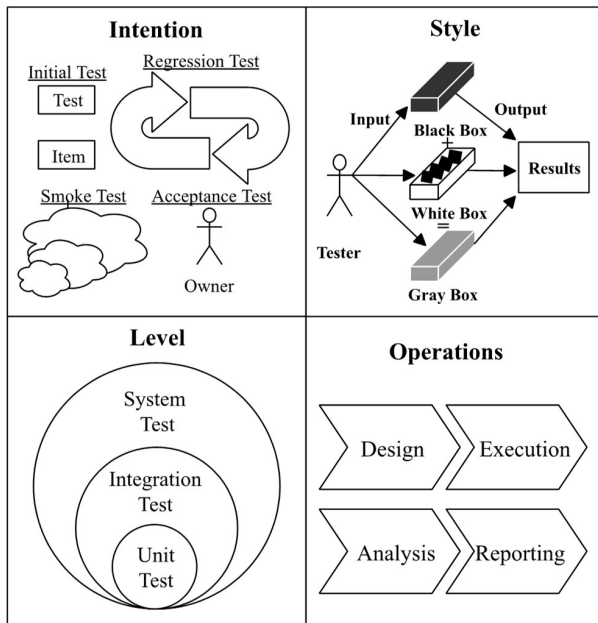 Intention
Initial Test
Regression Test
Test
Item
Smoke Test
Acceptance Test
Owner
Style
Input
Output
Black Box
+
Results
White Box
=
Tester
Gray Box
Level
System
Test
Integration
Test
Unit
Test
Operations
Design
Execution
Analysis
Reporting